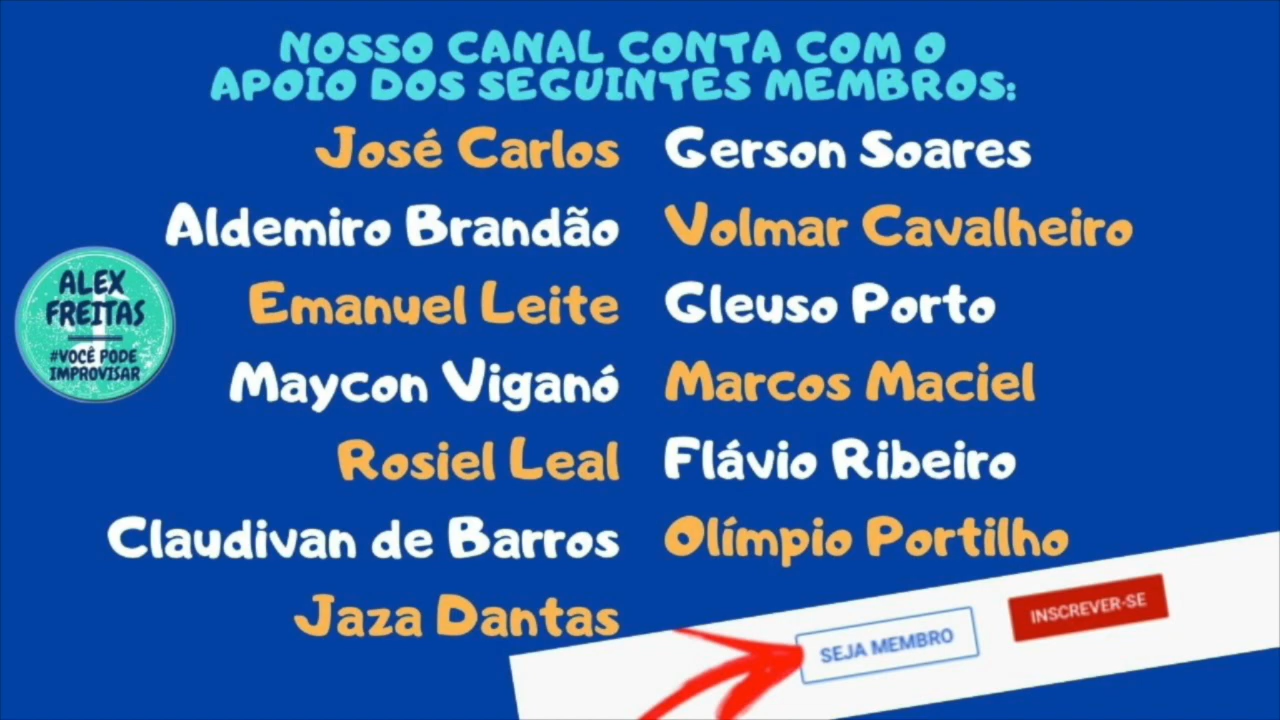 NOSSO CANAL CONTA COM O
APOIO DOS SEGUINTES MEMBROS:
José Carlos
Aldemiro Brandão
Emanuel Leite
Maycon Viganó
Rosiel Leal
Claudivan de Barros
Jaza Dantas
Gerson Soares
Volmar Cavalheiro
Gleuso Porto
Marcos Maciel
Flávio Ribeiro
Olímpio Portilho
ALEX
FREITAS
#VOCÊ PODE
IMPROVISAR
SEJA MEMBRO
INSCREVER-SE